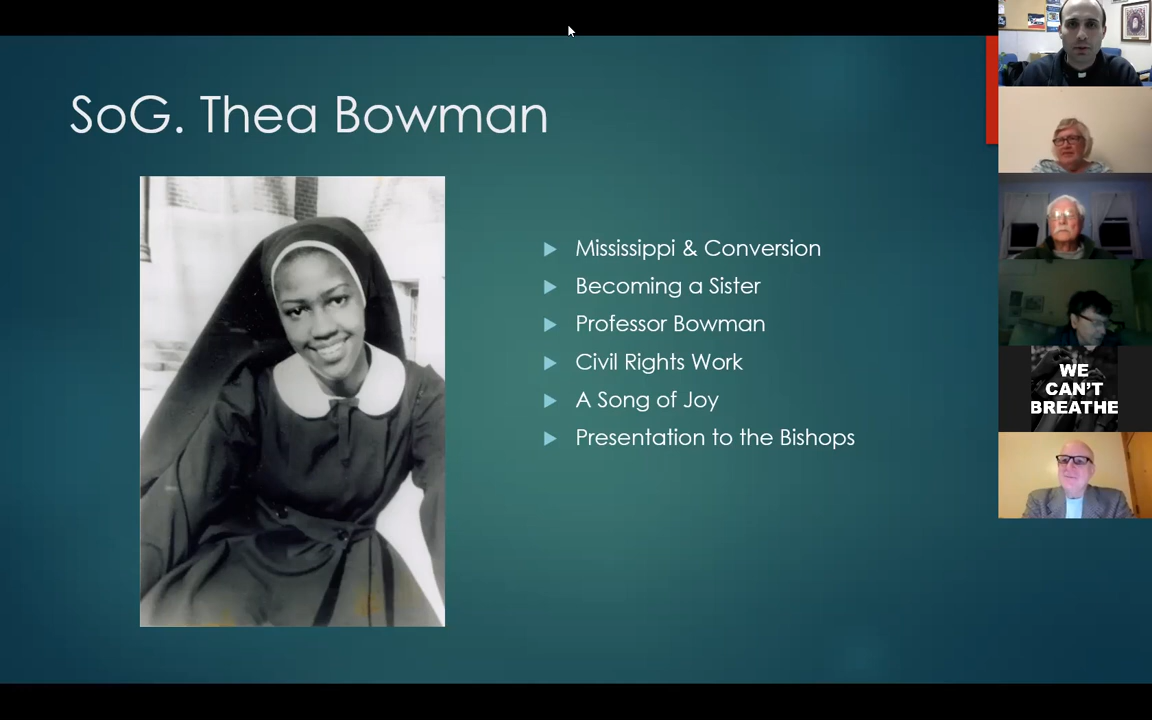 SoG. Thea Bowman
Mississippi & Conversion
Becoming a Sister
Professor Bowman
Civil Rights Work
A Song of Joy
Presentation to the Bishops
WE
CAN'T
BREATHE